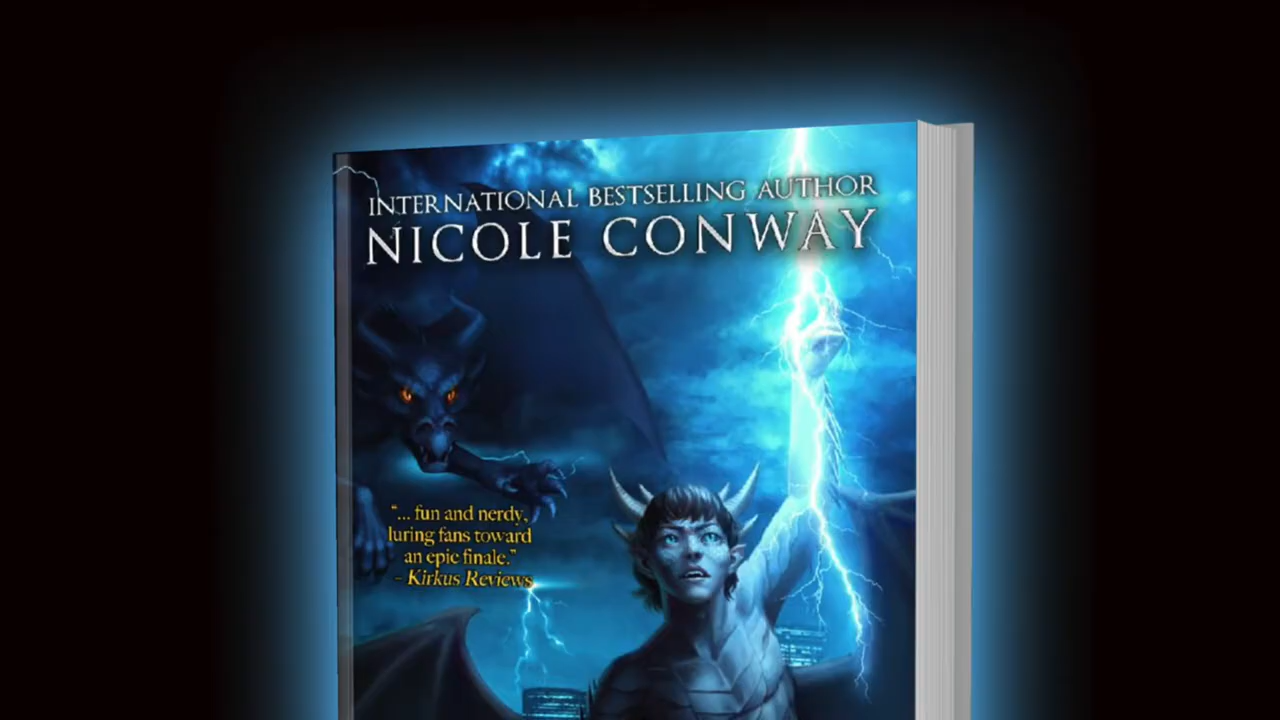 INTERNATIONAL BESTSELLING AUTHOR
NICOLE CONWAY
"... fun and nerdy,
luring fans toward
an epic finale."
– Kirkus Reviews